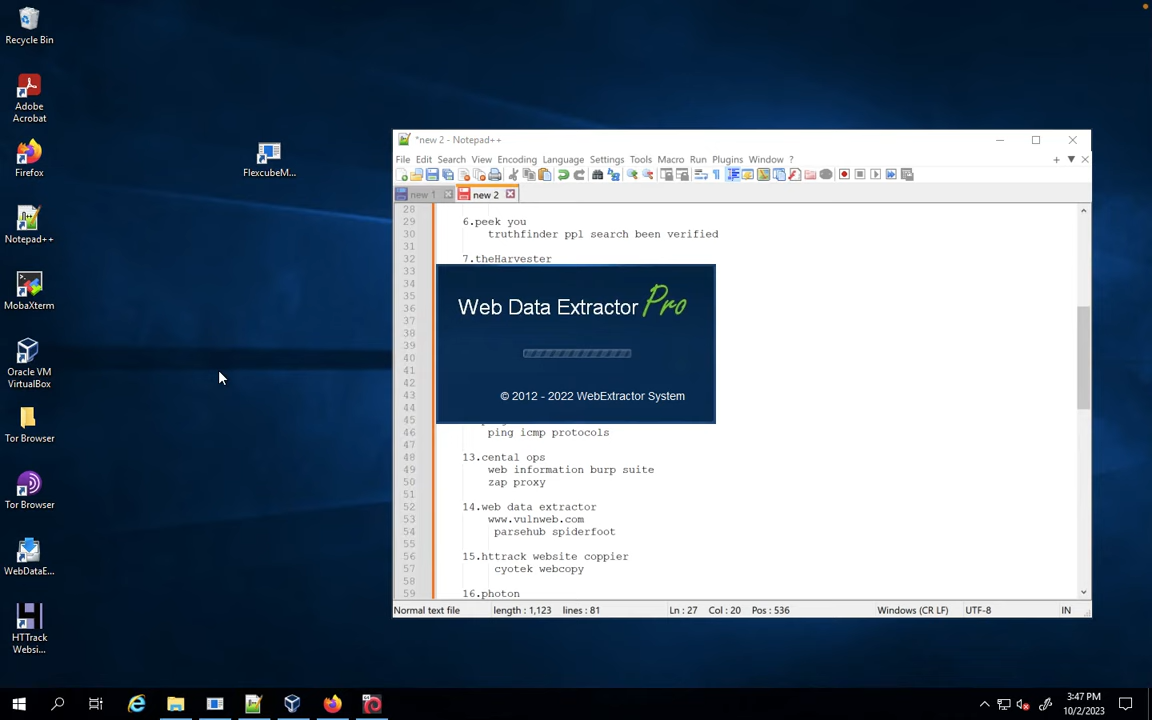 Recycle Bin
Adobe
Acrobat
Firefox
Notepad++
MobaXterm
Oracle VM
VirtualBox
Tor Browser
Tor Browser
WebDataE...
HTTrack
Websi...
FlexcubeM...
*new 2 - Notepad++
File Edit Search View Encoding Language Settings Tools Macro Run Plugins Window ?
new 1
new 2
28
29 6.peek you
30 truthfinder ppl search been verified
31
32 7.theHarvester
33
34
35
36
37
38
39
40
41
42
43
44
45
46 ping icmp protocols
47
48 13.cental ops
49 web information burp suite
50 zap proxy
51
52 14.web data extractor
53 www.vulnweb.com
54 parsehub spiderfoot
55
56 15.httrack website coppier
57 cyotek webcopy
58
59 16.photon
Web Data Extractor Pro
© 2012 - 2022 WebExtractor System
Normal text file length : 1,123 lines : 81 Ln : 27 Col : 20 Pos : 536 Windows (CR LF) UTF-8 IN
3:47 PM
10/2/2023